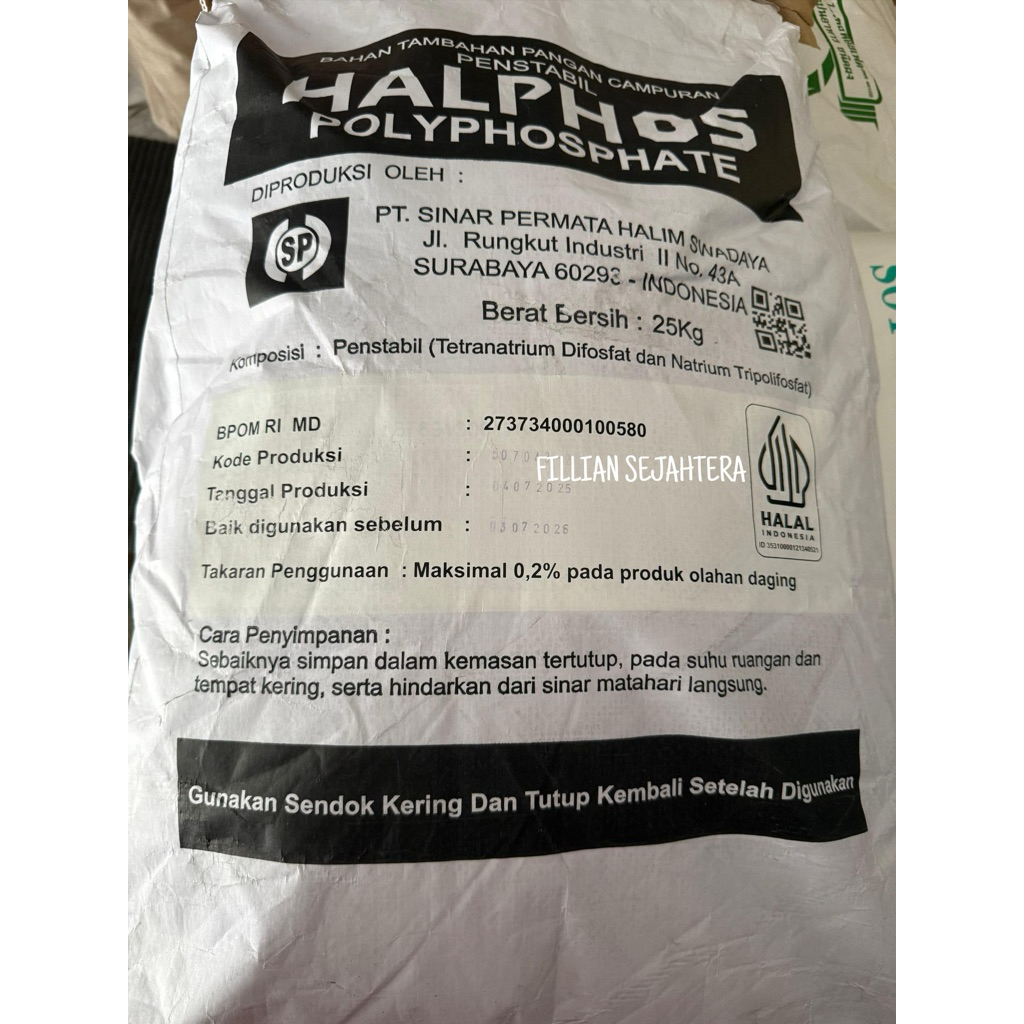 BAHAN TAMBAHAN PANGAN CAMPURAN
PENSTABIL
HALPHOS
POLYPHOSPHATE
DIPRODUKSI OLEH :
SP
PT. SINAR PERMATA HALIM SWADAYA
Jl. Rungkut Industri II No. 43A
SURABAYA 60293 - INDONESIA
Berat Bersih : 25Kg
Komposisi : Penstabil (Tetranatrium Difosfat dan Natrium Tripolifosfat)
BPOM RI MD : 273734000100580
Kode Produksi :
FILLIAN SEJAHTERA
Tanggal Produksi : 04072025
Baik digunakan sebelum : 03072026
HALAL
INDONESIA
Takaran Penggunaan : Maksimal 0,2% pada produk olahan daging
Cara Penyimpanan :
Sebaiknya simpan dalam kemasan tertutup, pada suhu ruangan dan
tempat kering, serta hindarkan dari sinar matahari langsung.
Gunakan Sendok Kering Dan Tutup Kembali Setelah Digunakan